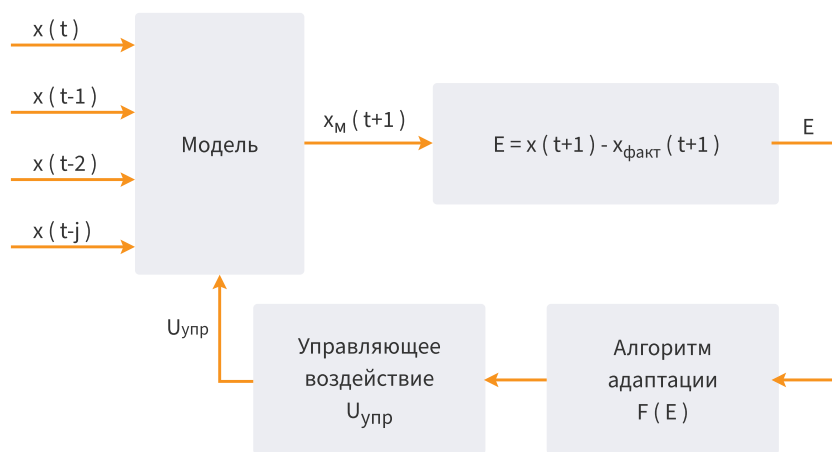 x ( t )
x ( t-1 )
x ( t-2 )
x ( t-j )
Модель
xм ( t+1 )
E = x ( t+1 ) - xфакт ( t+1 )
E
Uупр
Управляющее
воздействие
Uупр
Алгоритм
адаптации
F ( E )